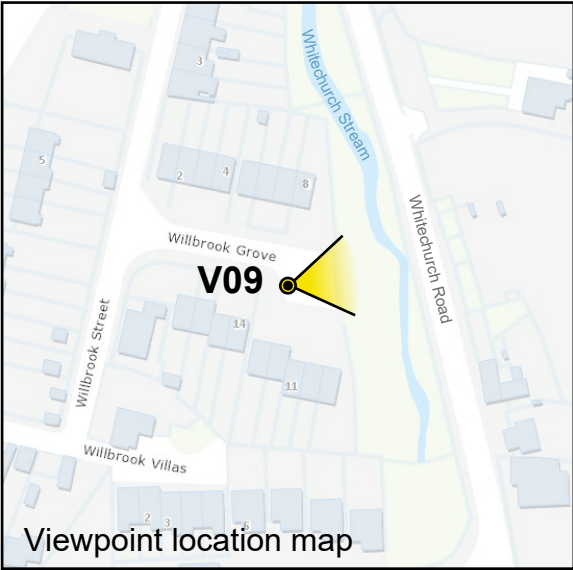 3
Whitechurch Stream
5
2
4
8
Whitechurch Road
Willbrook Grove
V09
Willbrook Street
14
11
Willbrook Villas
2
3
5
Viewpoint location map